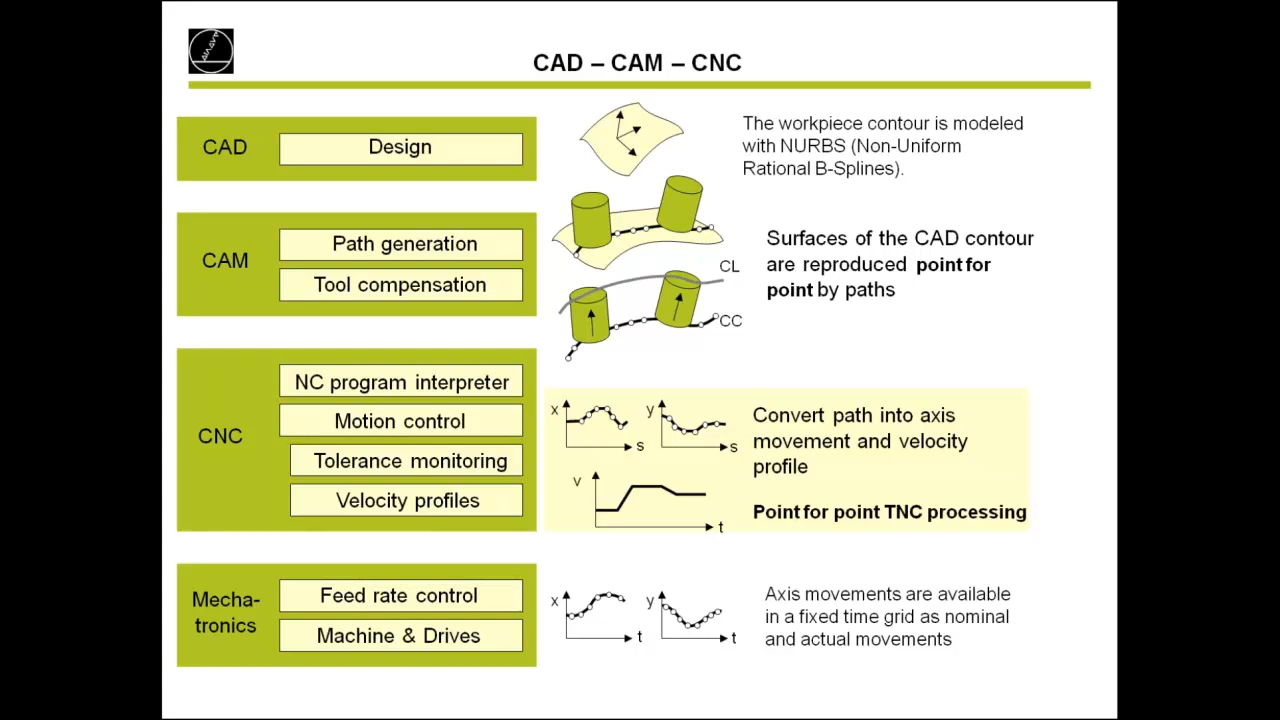 CAD – CAM – CNC
CAD
Design
The workpiece contour is modeled
with NURBS (Non-Uniform
Rational B-Splines).
CAM
Path generation
Tool compensation
CL
CC
Surfaces of the CAD contour
are reproduced point for
point by paths
CNC
NC program interpreter
Motion control
Tolerance monitoring
Velocity profiles
x
s
y
s
v
t
Convert path into axis
movement and velocity
profile
Point for point TNC processing
Mecha-
tronics
Feed rate control
Machine & Drives
x
t
y
t
Axis movements are available
in a fixed time grid as nominal
and actual movements